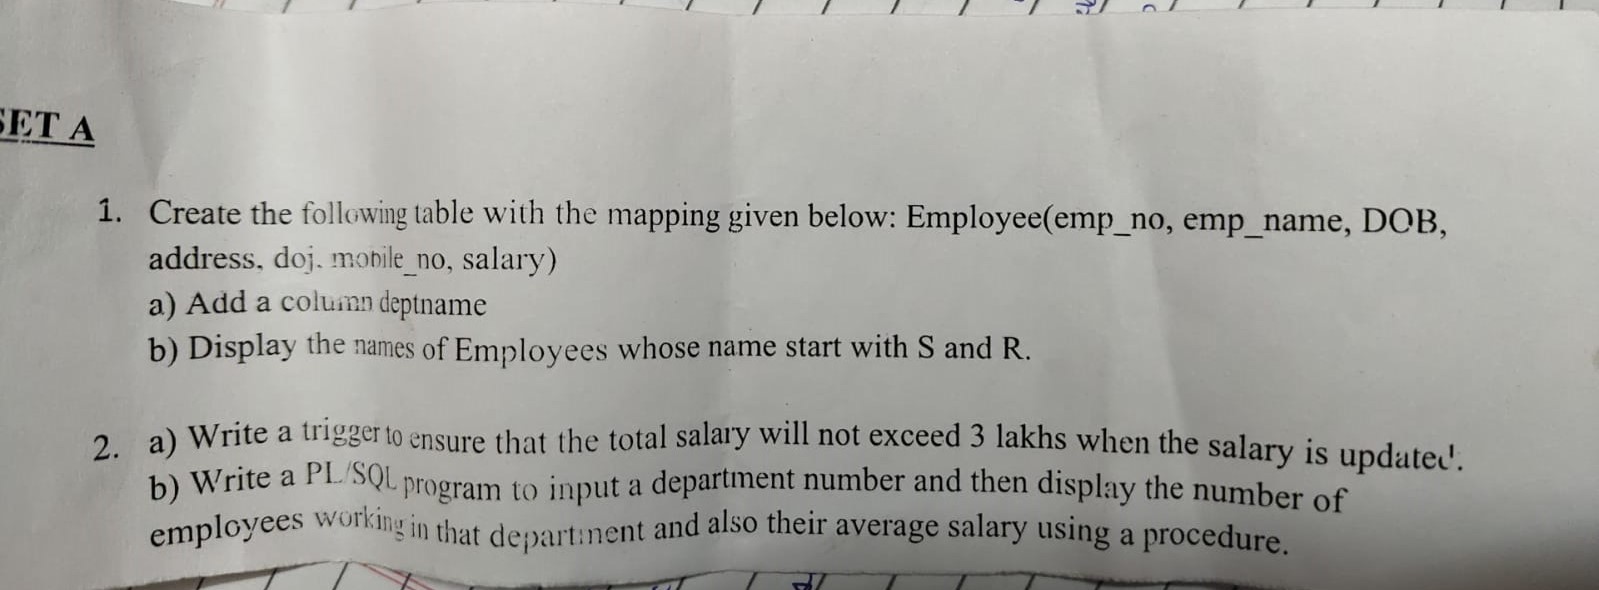 SET A
1. Create the following table with the mapping given below: Employee(emp_no, emp_name, DOB,
address, doj. mobile_no, salary)
a) Add a column deptname
b) Display the names of Employees whose name start with S and R.
2. a) Write a trigger to ensure that the total salary will not exceed 3 lakhs when the salary is updated.
b) Write a PL/SQL program to input a department number and then display the number of
employees working in that department and also their average salary using a procedure.